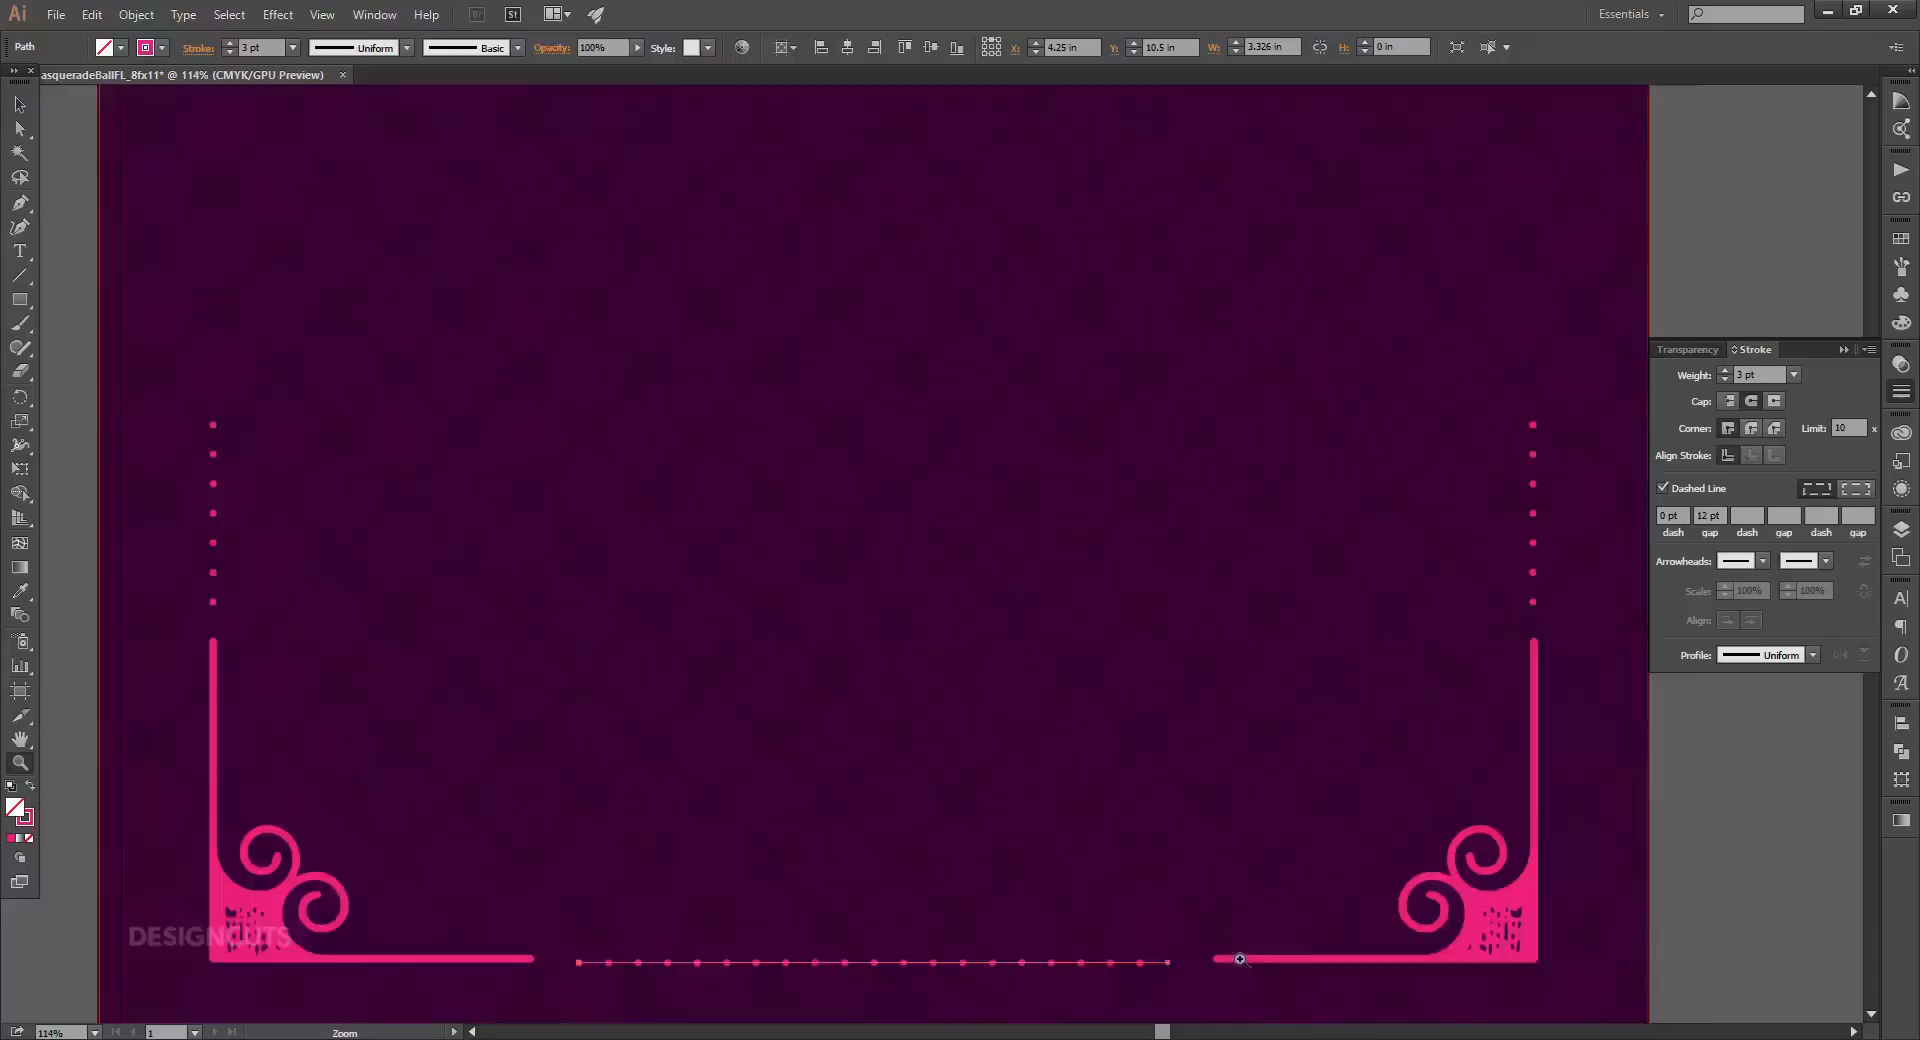 Ai File Edit Object Type Select Effect View Window Help Br St Essentials
Path Stroke: 3 pt Uniform Basic Opacity: 100% Style: X: 4.25 in Y: 10.5 in W: 3.326 in H: 0 in
asqueradeBallFL_8fx11* @ 114% (CMYK/GPU Preview) ×
Transparency Stroke
Weight: 3 pt
Cap:
Corner: Limit: 10 x
Align Stroke:
Dashed Line
0 pt 12 pt
dash gap dash gap dash gap
Arrowheads:
Scale: 100% 100%
Align:
Profile: Uniform
DESIGNCUTS
114% 1 Zoom